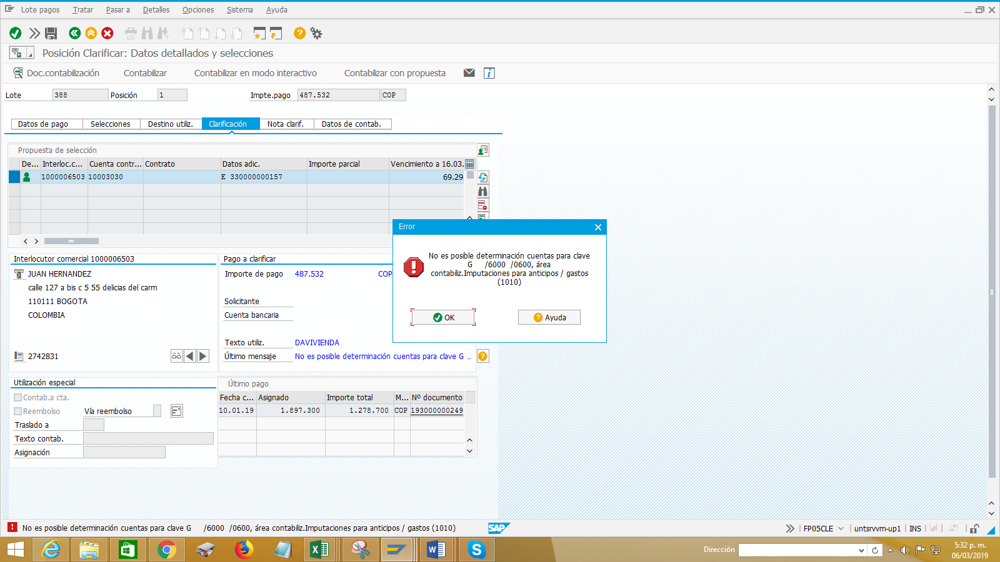 Lote pagos Tratar Pasar a Detalles Opciones Sistema Ayuda
Posición Clarificar: Datos detallados y selecciones
Doc.contabilización Contabilizar Contabilizar en modo interactivo Contabilizar con propuesta
Lote 388 Posición 1 Impte.pago 487.532 COP
Datos de pago Selecciones Destino utiliz. Clarificación Nota clarif. Datos de contab.
Propuesta de selección
De... Interloc.c... Cuenta contr... Contrato Datos adic. Importe parcial Vencimiento a 16.03.
1000006503 10003030 E 330000000157 69.29
Error
No es posible determinación cuentas para clave
G /6000 /0600, área
contabiliz.Imputaciones para anticipos / gastos
(1010)
OK Ayuda
Interlocutor comercial 1000006503
JUAN HERNANDEZ
calle 127 a bis c 5 55 delicias del carm
110111 BOGOTA
COLOMBIA
2742831
Pago a clarificar
Importe de pago 487.532 COP
Solicitante
Cuenta bancaria
Texto utiliz. DAVIVIENDA
Último mensaje No es posible determinación cuentas para clave G ...
Utilización especial
Contab.a cta.
Reembolso Vía reembolso
Traslado a
Texto contab.
Asignación
Último pago
Fecha c... Asignado Importe total M... Nº documento
10.01.19 1.897.300 1.278.700 COP 193000000249
No es posible determinación cuentas para clave G /6000 /0600, área contabiliz.Imputaciones para anticipos / gastos (1010)
SAP
FP05CLE untsrvvm-up1 INS
Dirección
5:32 p. m.
06/03/2019